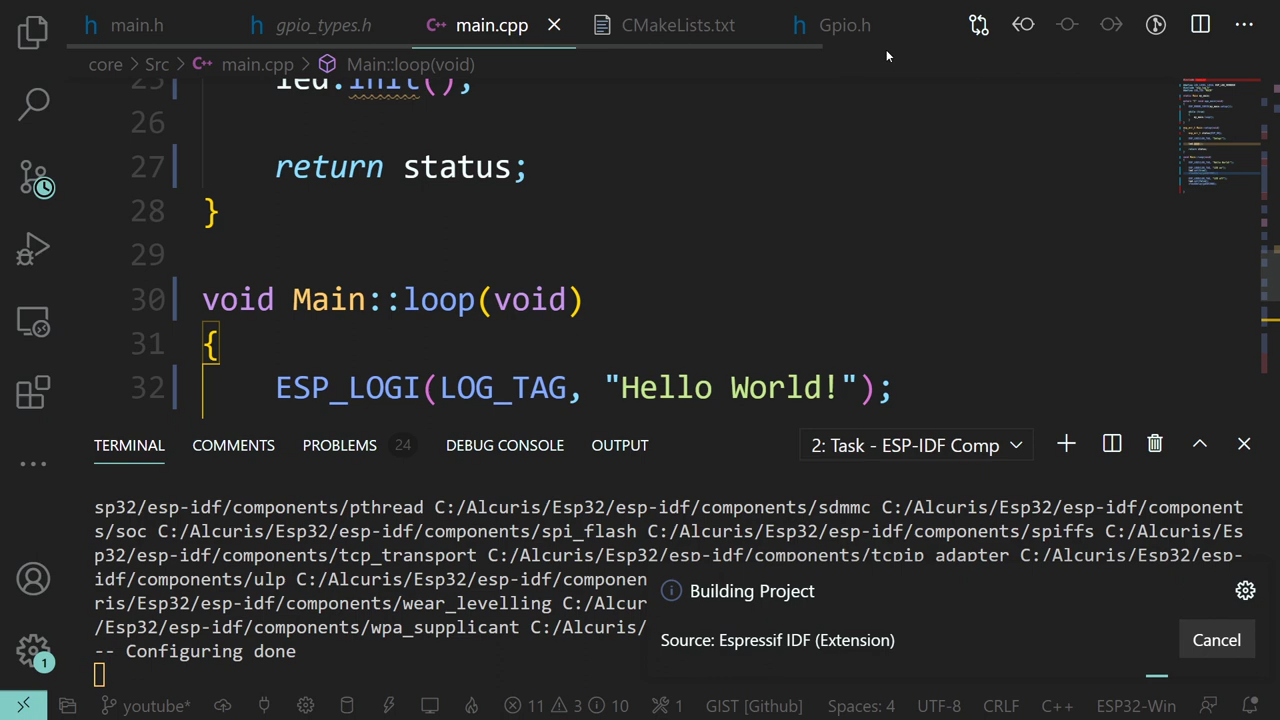 main.h
gpio_types.h
main.cpp
CMakeLists.txt
Gpio.h
core > Src > main.cpp > Main::loop(void)
25 led.init();
26
27 return status;
28 }
29
30 void Main::loop(void)
31 {
32 ESP_LOGI(LOG_TAG, "Hello World!");
TERMINAL COMMENTS PROBLEMS 24 DEBUG CONSOLE OUTPUT 2: Task - ESP-IDF Comp
sp32/esp-idf/components/pthread C:/Alcuris/Esp32/esp-idf/components/sdmmc C:/Alcuris/Esp32/esp-idf/component
s/soc C:/Alcuris/Esp32/esp-idf/components/spi_flash C:/Alcuris/Esp32/esp-idf/components/spiffs C:/Alcuris/Es
p32/esp-idf/components/tcp_transport C:/Alcuris/Esp32/esp-idf/components/tcpip_adapter C:/Alcuris/Esp32/esp-
idf/components/ulp C:/Alcuris/Esp32/esp-idf/componen
ris/Esp32/esp-idf/components/wear_levelling C:/Alcur
/Esp32/esp-idf/components/wpa_supplicant C:/Alcuris/
-- Configuring done
Building Project
Source: Espressif IDF (Extension)
Cancel
1
youtube* 11 3 10 1 GIST [Github] Spaces: 4 UTF-8 CRLF C++ ESP32-Win